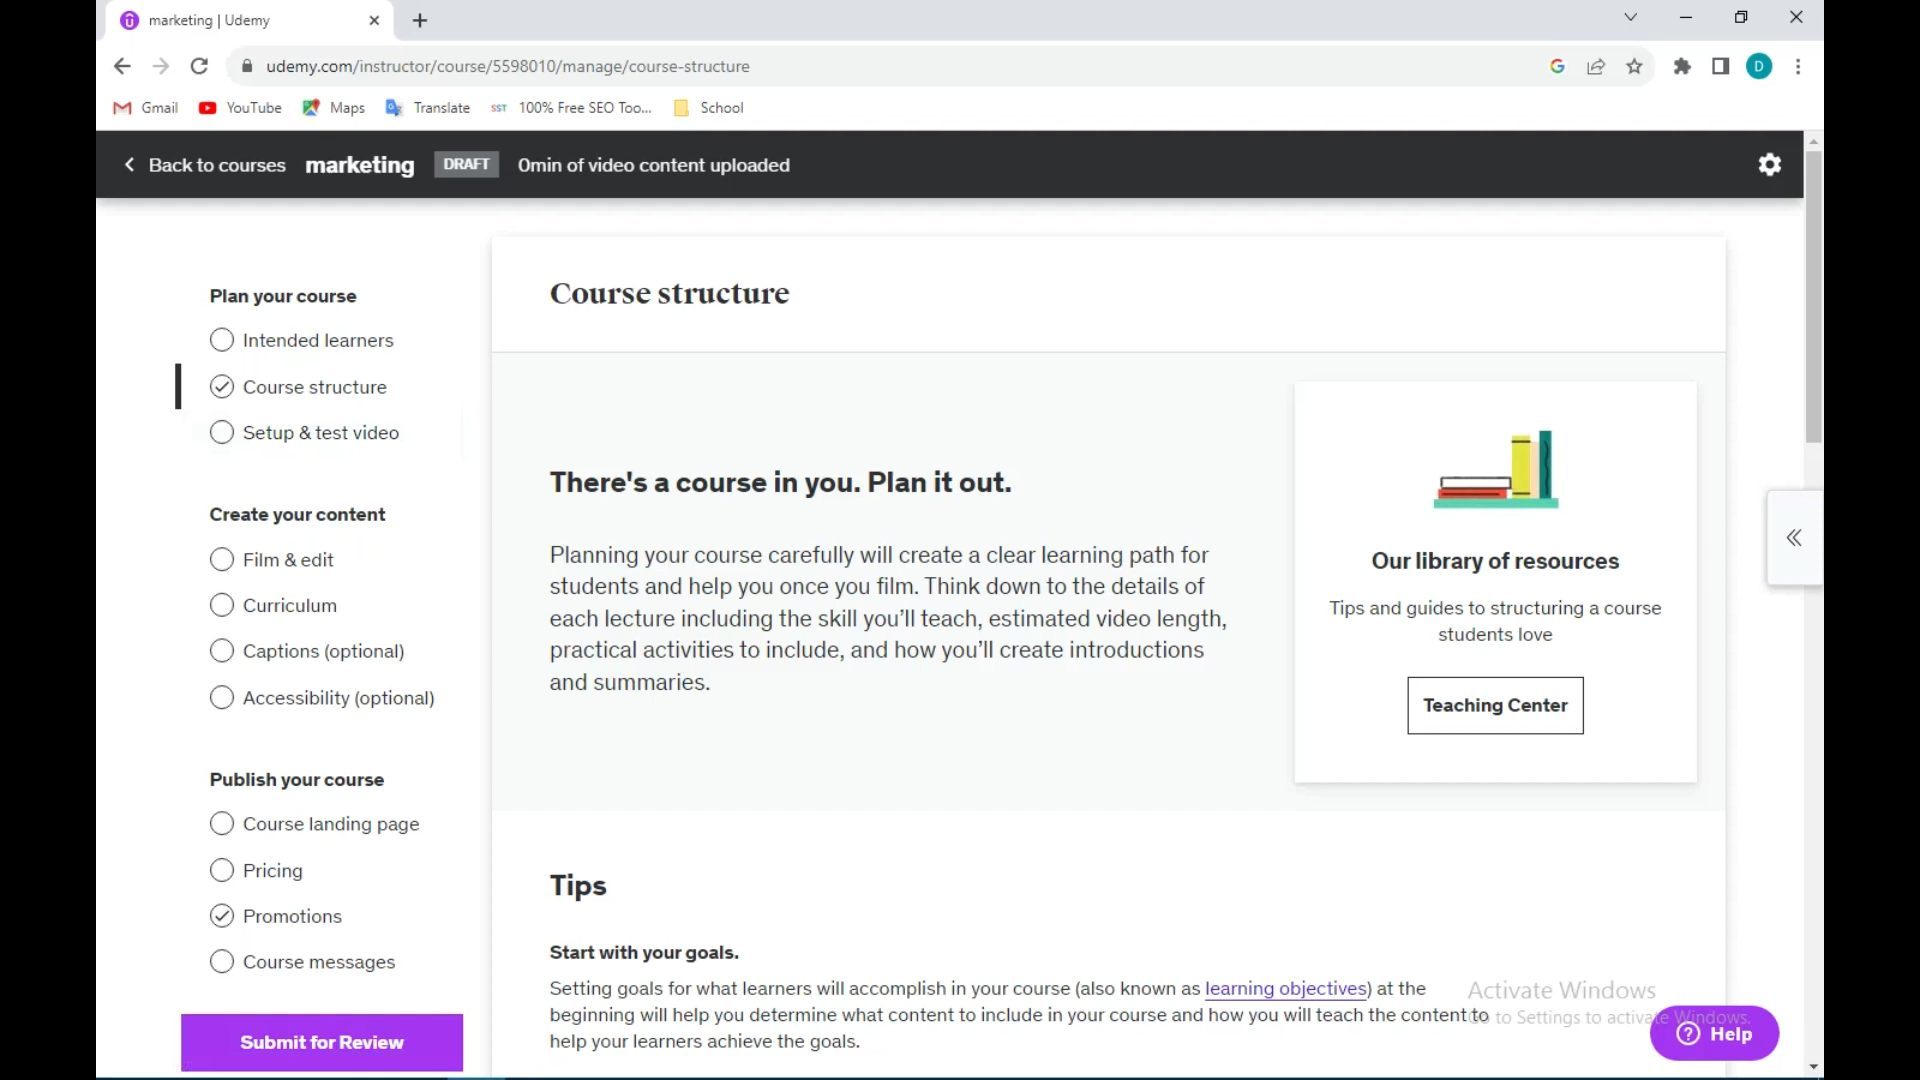 marketing | Udemy
udemy.com/instructor/course/5598010/manage/course-structure
D
Gmail YouTube Maps Translate SST 100% Free SEO Too... School
Back to courses marketing DRAFT 0min of video content uploaded
Plan your course
Intended learners
Course structure
Setup & test video
Create your content
Film & edit
Curriculum
Captions (optional)
Accessibility (optional)
Publish your course
Course landing page
Pricing
Promotions
Course messages
Submit for Review
Course structure
There's a course in you. Plan it out.
Planning your course carefully will create a clear learning path for
students and help you once you film. Think down to the details of
each lecture including the skill you’ll teach, estimated video length,
practical activities to include, and how you’ll create introductions
and summaries.
Our library of resources
Tips and guides to structuring a course
students love
Teaching Center
Tips
Start with your goals.
Setting goals for what learners will accomplish in your course (also known as learning objectives) at the
beginning will help you determine what content to include in your course and how you will teach the content to
help your learners achieve the goals.
Activate Windows
Go to Settings to activate Windows.
Help